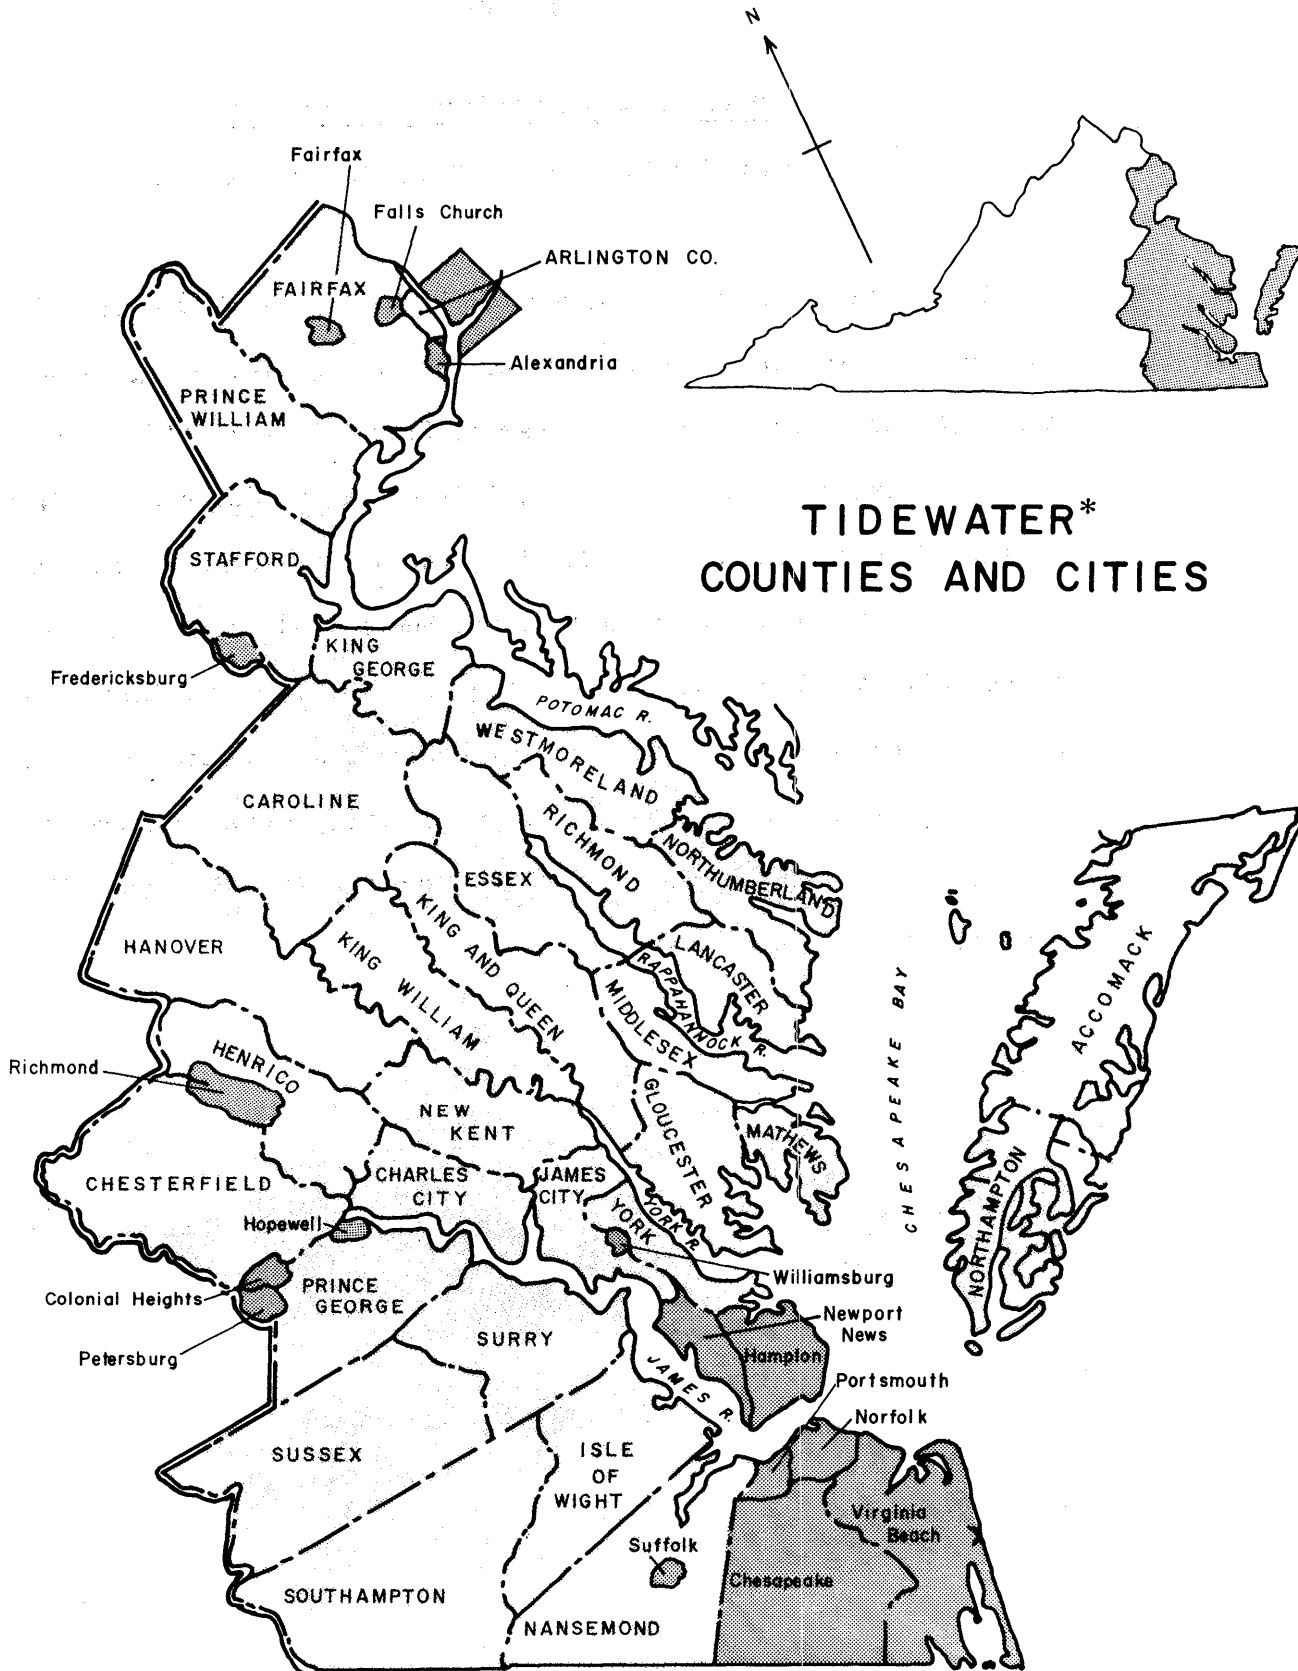 N
Fairfax
Falls Church
ARLINGTON CO.
FAIRFAX
Alexandria
PRINCE
WILLIAM
TIDEWATER*
COUNTIES AND CITIES
STAFFORD
KING
GEORGE
Fredericksburg
POTOMAC R.
WESTMORELAND
CAROLINE
RICHMOND
NORTHUMBERLAND
ESSEX
KING AND QUEEN
HANOVER
KING
WILLIAM
LANCASTER
RAPPAHANNOCK R.
MIDDLESEX
CHESAPEAKE BAY
ACCOMACK
HENRICO
Richmond
NEW
KENT
GLOUCESTER
MATHEWS
CHESTERFIELD
CHARLES
CITY
JAMES
CITY
YORK
YORK R.
NORTHAMPTON
Hopewell
Williamsburg
Colonial Heights
PRINCE
GEORGE
Newport
News
Petersburg
SURRY
Hampton
JAMES R.
Portsmouth
Norfolk
SUSSEX
ISLE
OF
WIGHT
Virginia
Beach
Suffolk
Chesapeake
SOUTHAMPTON
NANSEMOND